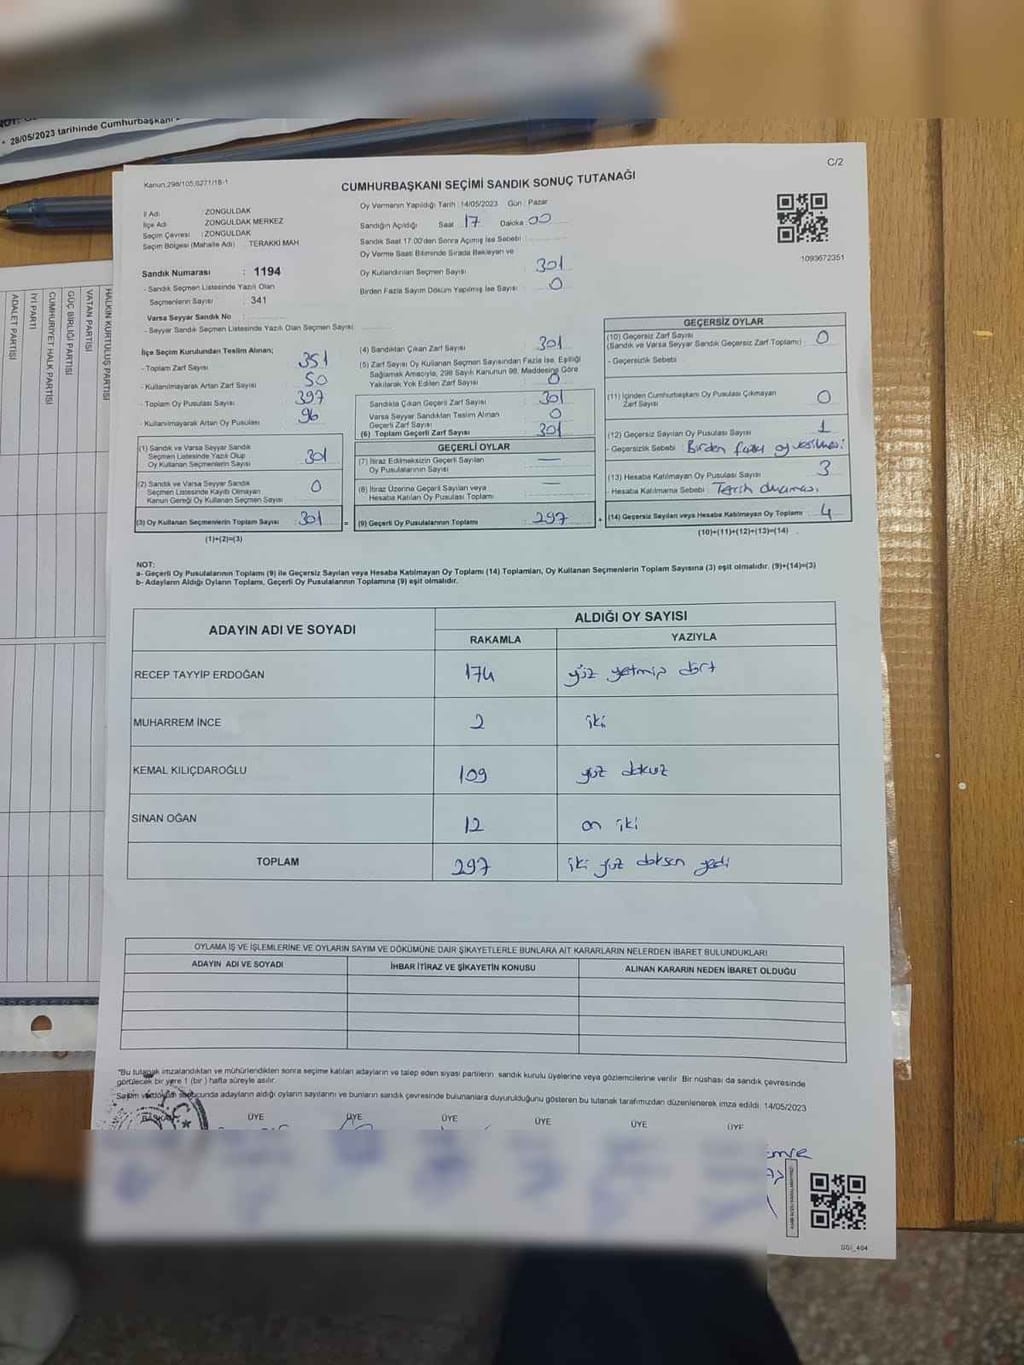 NOT:
• 28/05/2023 tarihinde Cumhurbaşkanı
C/2
Kanun.298/105,6271/18-1
CUMHURBAŞKANI SEÇİMİ SANDIK SONUÇ TUTANAĞI
İl Adı : ZONGULDAK
İlçe Adı : ZONGULDAK MERKEZ
Seçim Çevresi : ZONGULDAK
Seçim Bölgesi (Mahalle Adı) : TERAKKİ MAH
Sandık Numarası : 1194
- Sandık Seçmen Listesinde Yazılı Olan
Seçmenlerin Sayısı : 341
Varsa Seyyar Sandık No :
- Seyyar Sandık Seçmen Listesinde Yazılı Olan Seçmen Sayısı :
Oy Vermenin Yapıldığı Tarih : 14/05/2023 Gün : Pazar
Sandığın Açıldığı Saat 17 Dakika 00
Sandık Saat 17.00'den Sonra Açılmış İse Sebebi :
Oy Verme Saati Bitiminde Sırada Bekleyen ve
Oy Kullandırılan Seçmen Sayısı : 301
Birden Fazla Sayım Döküm Yapılmış İse Sayısı : 0
1093672351
İlçe Seçim Kurulundan Teslim Alınan;
- Toplam Zarf Sayısı : 351
- Kullanılmayarak Artan Zarf Sayısı : 50
- Toplam Oy Pusulası Sayısı : 397
- Kullanılmayarak Artan Oy Pusulası : 96
(1) Sandık ve Varsa Seyyar Sandık
Seçmen Listesinde Yazılı Olup
Oy Kullanan Seçmenlerin Sayısı : 301
(2) Sandık ve Varsa Seyyar Sandık
Seçmen Listesinde Kayıtlı Olmayan
Kanun Gereği Oy Kullanan Seçmen Sayısı : 0
(3) Oy Kullanan Seçmenlerin Toplam Sayısı : 301 =
(1)+(2)=(3)
(4) Sandıktan Çıkan Zarf Sayısı : 301
(5) Zarf Sayısı Oy Kullanan Seçmen Sayısından Fazla İse, Eşitliği
Sağlamak Amacıyla, 298 Sayılı Kanunun 98. Maddesine Göre
Yakılarak Yok Edilen Zarf Sayısı : 0
Sandıkta Çıkan Geçerli Zarf Sayısı : 301
Varsa Seyyar Sandıktan Teslim Alınan
Geçerli Zarf Sayısı : 0
(6) Toplam Geçerli Zarf Sayısı : 301
GEÇERLİ OYLAR
(7) İtiraz Edilmeksizin Geçerli Sayılan
Oy Pusulalarının Sayısı : —
(8) İtiraz Üzerine Geçerli Sayılan veya
Hesaba Katılan Oy Pusulaları Toplamı : —
(9) Geçerli Oy Pusulalarının Toplamı : 297 +
GEÇERSİZ OYLAR
(10) Geçersiz Zarf Sayısı
(Sandık ve Varsa Seyyar Sandık Geçersiz Zarf Toplamı) : 0
- Geçersizlik Sebebi
(11) İçinden Cumhurbaşkanı Oy Pusulası Çıkmayan
Zarf Sayısı : 0
(12) Geçersiz Sayılan Oy Pusulası Sayısı : 1
- Geçersizlik Sebebi : Birden fazla oy verilmesi
(13) Hesaba Katılmayan Oy Pusulası Sayısı : 3
Hesaba Katılmama Sebebi : Tercih olmaması
(14) Geçersiz Sayılan veya Hesaba Katılmayan Oy Toplamı : 4
(10)+(11)+(12)+(13)=(14)
NOT:
a- Geçerli Oy Pusulalarının Toplamı (9) ile Geçersiz Sayılan veya Hesaba Katılmayan Oy Toplamı (14) Toplamları, Oy Kullanan Seçmenlerin Toplam Sayısına (3) eşit olmalıdır. (9)+(14)=(3)
b- Adayların Aldığı Oyların Toplamı, Geçerli Oy Pusulalarının Toplamına (9) eşit olmalıdır.
ADAYIN ADI VE SOYADI
ALDIĞI OY SAYISI
RAKAMLA YAZIYLA
RECEP TAYYIP ERDOĞAN 174 yüz yetmiş dört
MUHARREM İNCE 2 iki
KEMAL KILIÇDAROĞLU 109 yüz dokuz
SİNAN OĞAN 12 on iki
TOPLAM 297 iki yüz doksan yedi
OYLAMA İŞ VE İŞLEMLERİNE VE OYLARIN SAYIM VE DÖKÜMÜNE DAİR ŞİKAYETLERLE BUNLARA AİT KARARLARIN NELERDEN İBARET BULUNDUKLARI
ADAYIN ADI VE SOYADI İHBAR İTİRAZ VE ŞİKAYETİN KONUSU ALINAN KARARIN NEDEN İBARET OLDUĞU
*Bu tutanak imzalandıktan ve mühürlendikten sonra seçime katılan adayların ve talep eden siyasi partilerin sandık kurulu üyelerine veya gözlemcilerine verilir. Bir nüshası da sandık çevresinde
görülecek bir yere 1 (bir ) hafta süreyle asılır.
Sayım ve döküm sonucunda adayların aldığı oyların sayılarını ve bunların sandık çevresinde bulunanlara duyurulduğunu gösteren bu tutanak tarafımızdan düzenlenerek imza edildi. 14/05/2023
BAŞKAN ÜYE ÜYE ÜYE ÜYE ÜYE ÜYE
emre
SSI_404
ADALET PARTİSİ
İYİ PARTİ
CUMHURİYET HALK PARTİSİ
GÜÇ BİRLİĞİ PARTİSİ
VATAN PARTİSİ
HALKIN KURTULUŞ PARTİSİ